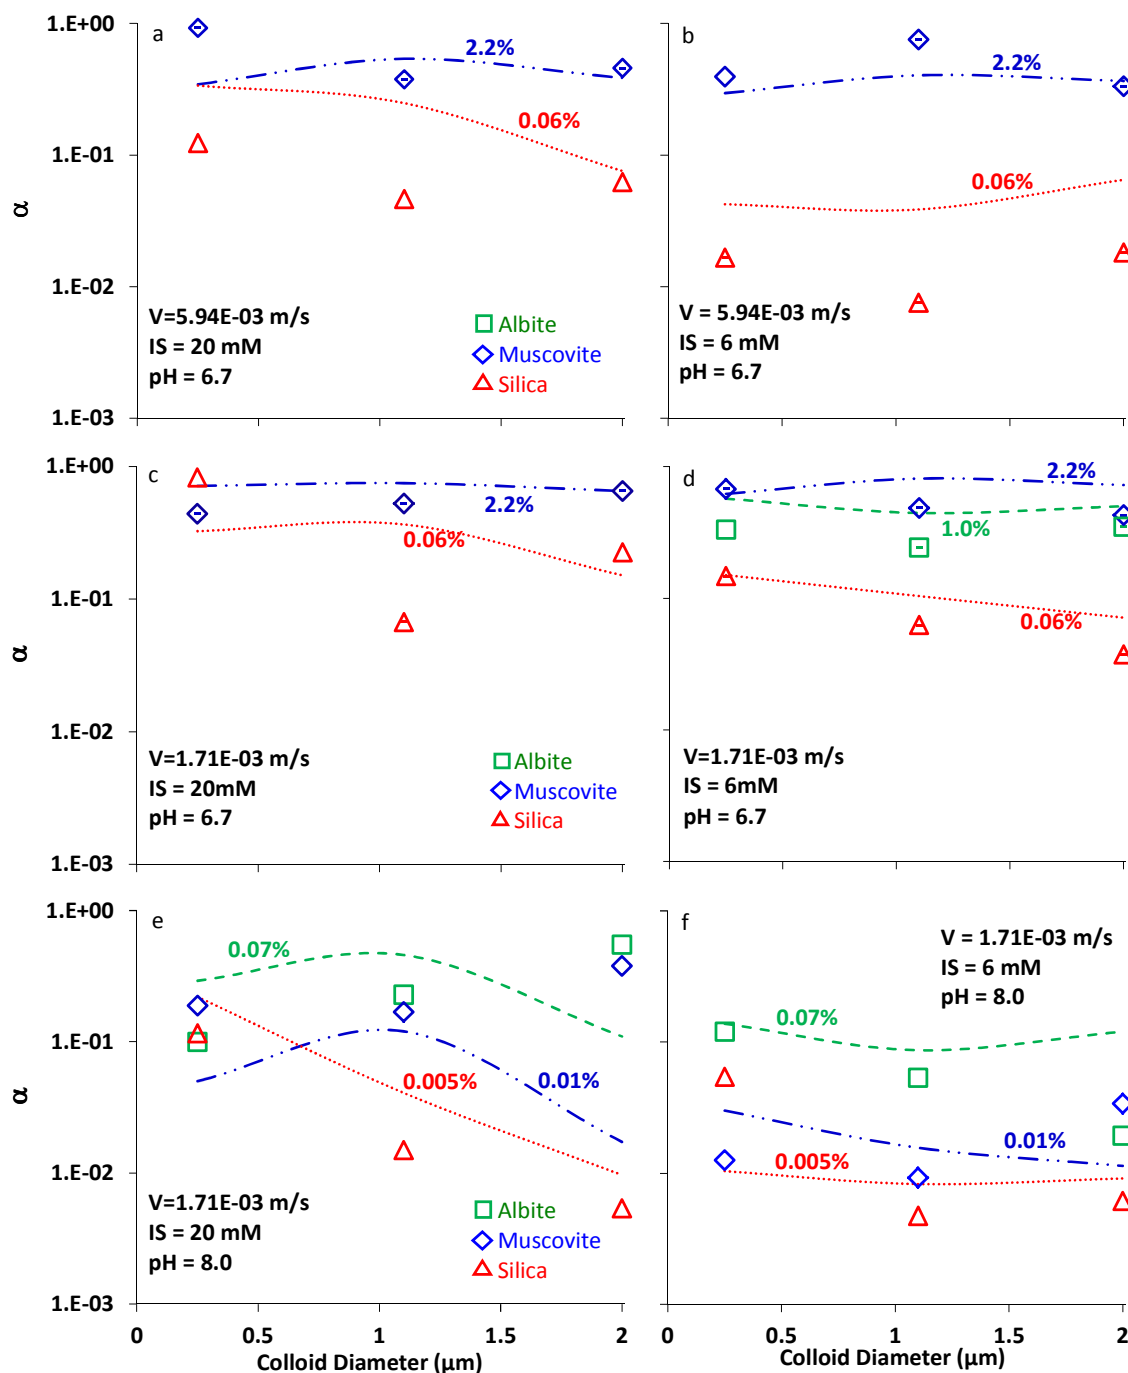 a
1.E+00
1.E-01
1.E-02
1.E-03
α
2.2%
0.06%
V=5.94E-03 m/s
IS = 20 mM
pH = 6.7
Albite
Muscovite
Silica
b
2.2%
0.06%
V = 5.94E-03 m/s
IS = 6 mM
pH = 6.7
c
1.E+00
1.E-01
1.E-02
1.E-03
α
2.2%
0.06%
V=1.71E-03 m/s
IS = 20mM
pH = 6.7
Albite
Muscovite
Silica
d
2.2%
1.0%
0.06%
V=1.71E-03 m/s
IS = 6mM
pH = 6.7
e
1.E+00
1.E-01
1.E-02
1.E-03
α
0.07%
0.005%
0.01%
V=1.71E-03 m/s
IS = 20 mM
pH = 8.0
Albite
Muscovite
Silica
0 0.5 1 1.5 2
Colloid Diameter (µm)
f
V = 1.71E-03 m/s
IS = 6 mM
pH = 8.0
0.07%
0.01%
0.005%
0 0.5 1 1.5 2
Colloid Diameter (µm)